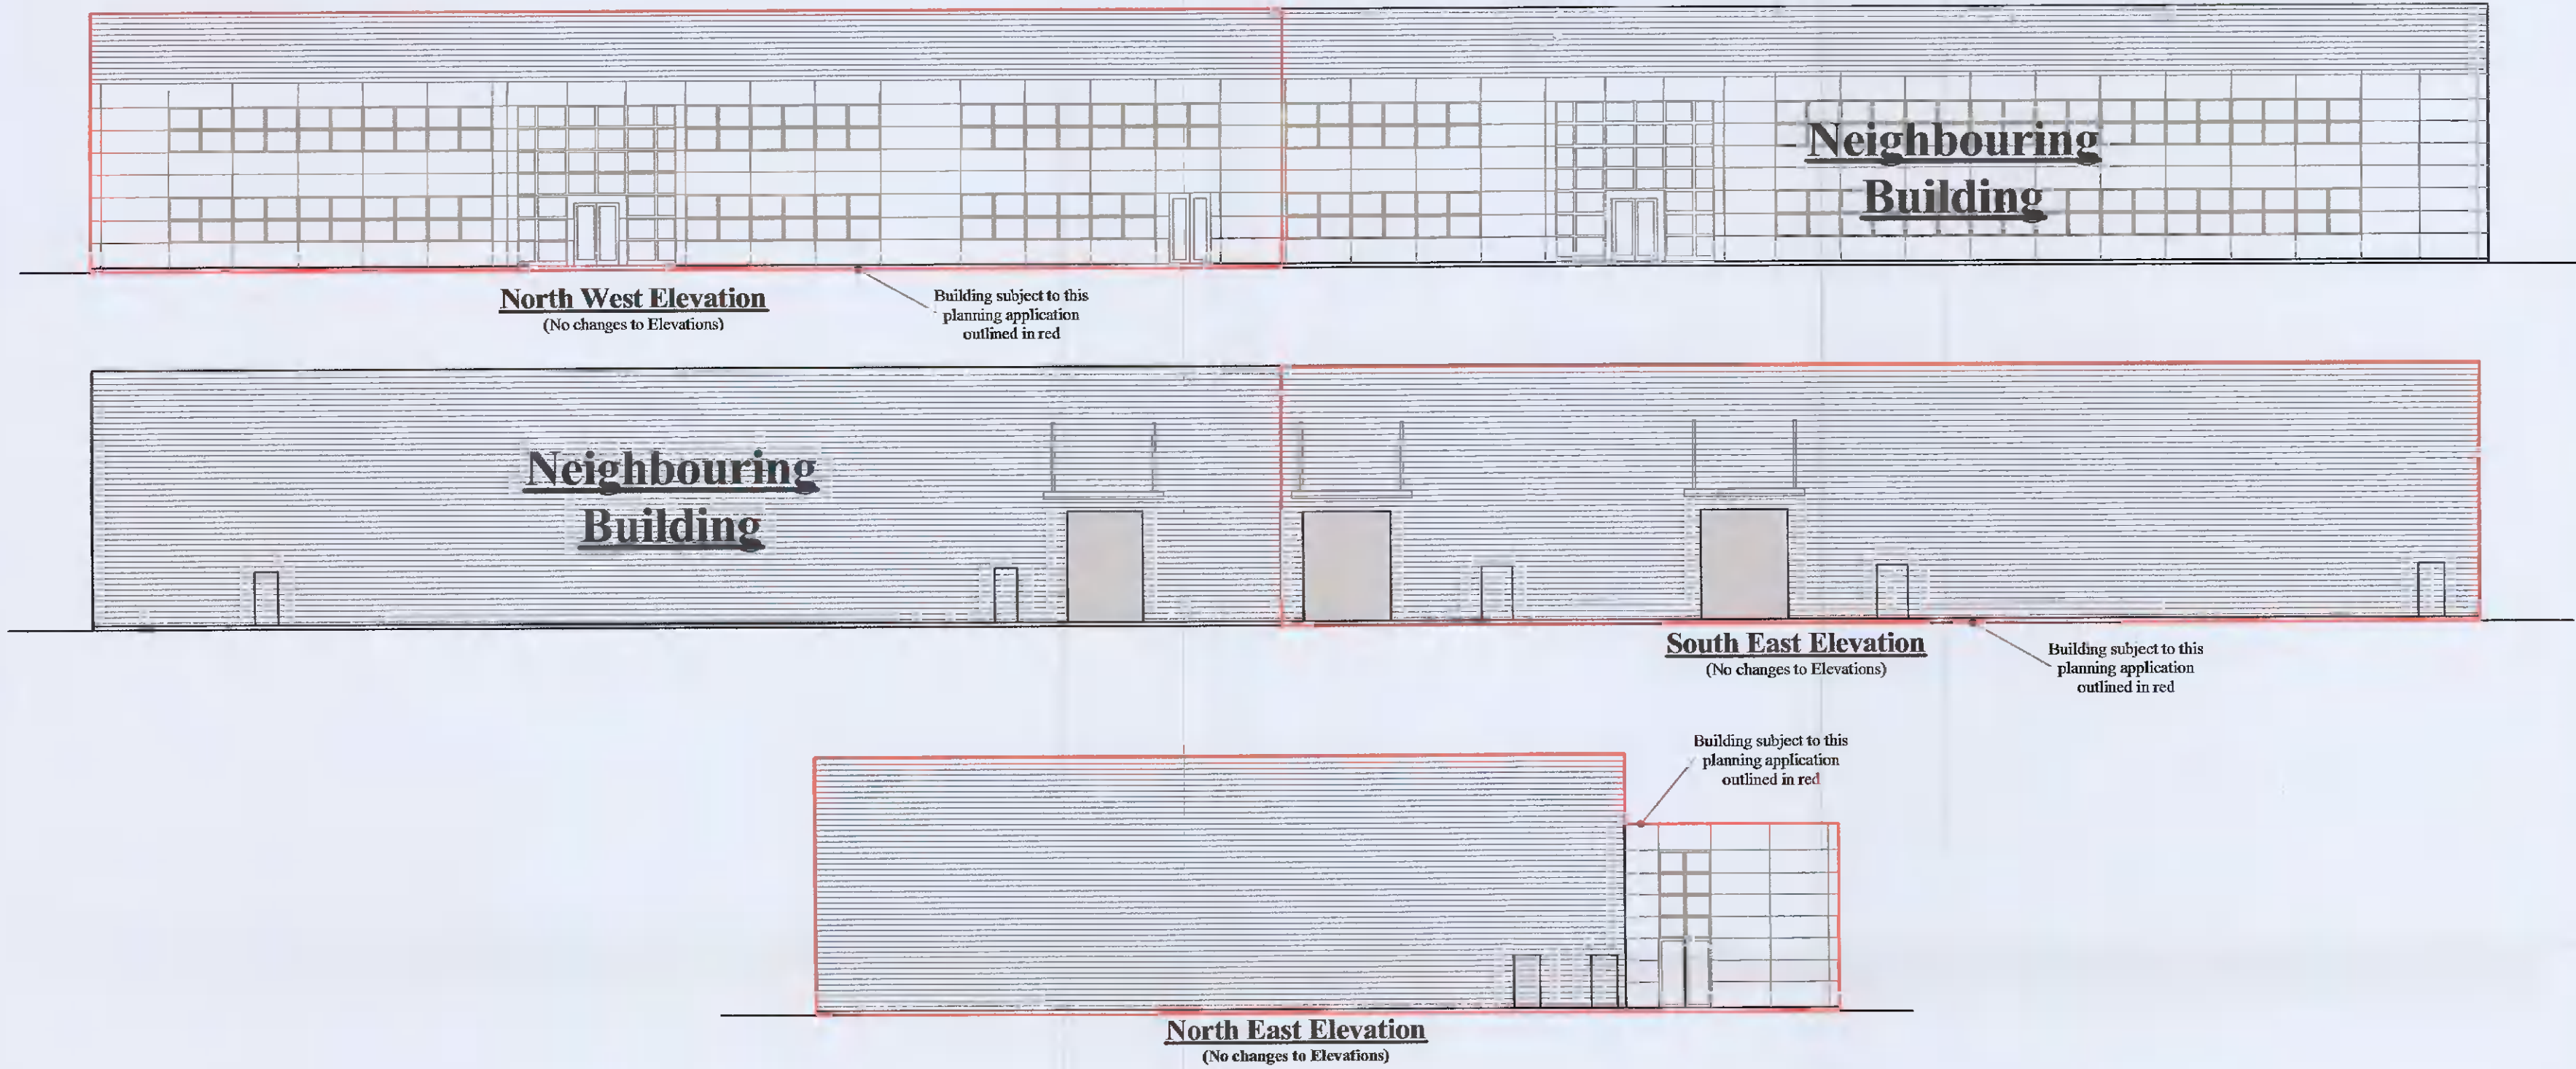 Neighbouring
Building
North West Elevation
(No changes to Elevations)
Building subject to this
planning application
outlined in red
Neighbouring
Building
South East Elevation
(No changes to Elevations)
Building subject to this
planning application
outlined in red
Building subject to this
planning application
outlined in red
North East Elevation
(No changes to Elevations)